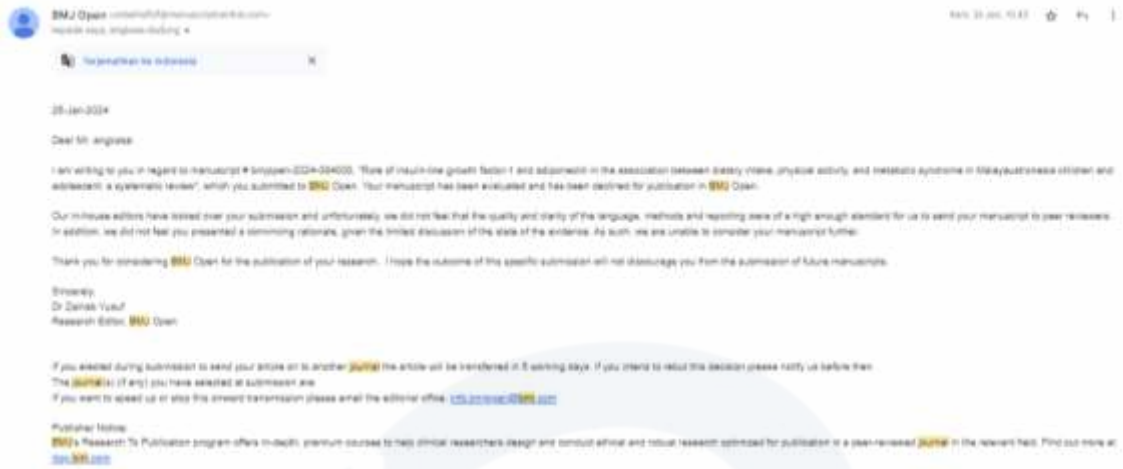 BMJ Open
Terjemahkan ke Indonesia
25-Jan-2024
Dear Mr. angkasa
I am writing to you in regard to manuscript # bmjopen-2024-084000, "Role of insulin-like growth factor-1 and adiponectin in the association between dietary intake, physical activity, and metabolic syndrome in Malayaustronesia children and
adolescent: a systematic review", which you submitted to BMJ Open. Your manuscript has been evaluated and has been declined for publication in BMJ Open.
Our in-house editors have looked over your submission and unfortunately, we did not feel that the quality and clarity of the language, methods and reporting were of a high enough standard for us to send your manuscript to peer reviewers.
In addition, we did not feel you presented a convincing rationale, given the limited discussion of the state of the evidence. As such, we are unable to consider your manuscript further.
Thank you for considering BMJ Open for the publication of your research. I hope the outcome of this specific submission will not discourage you from the submission of future manuscripts.
Sincerely,
Dr Yusuf
Research Editor, BMJ Open
If you elected during submission to send your article on to another journal the article will be transferred in 5 working days. If you intend to rebut this decision please notify us before then.
The journal(s) (if any) you have selected at submission are:
If you want to speed up or stop this onward transmission please email the editorial office: info.bmjopen@bmj.com
Publisher Notice:
BMJ's Research To Publication program offers in-depth, premium courses to help clinical researchers design and conduct ethical and robust research optimized for publication in a peer-reviewed journal in the relevant field. Find out more at